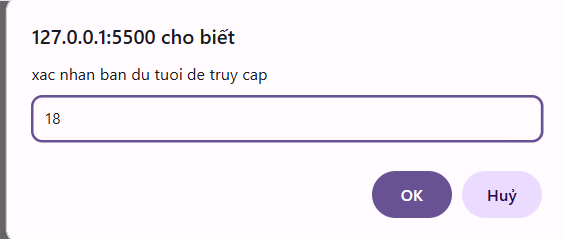 127.0.0.1:5500 cho biết
xac nhan ban du tuoi de truy cap
18
OK Huỷ